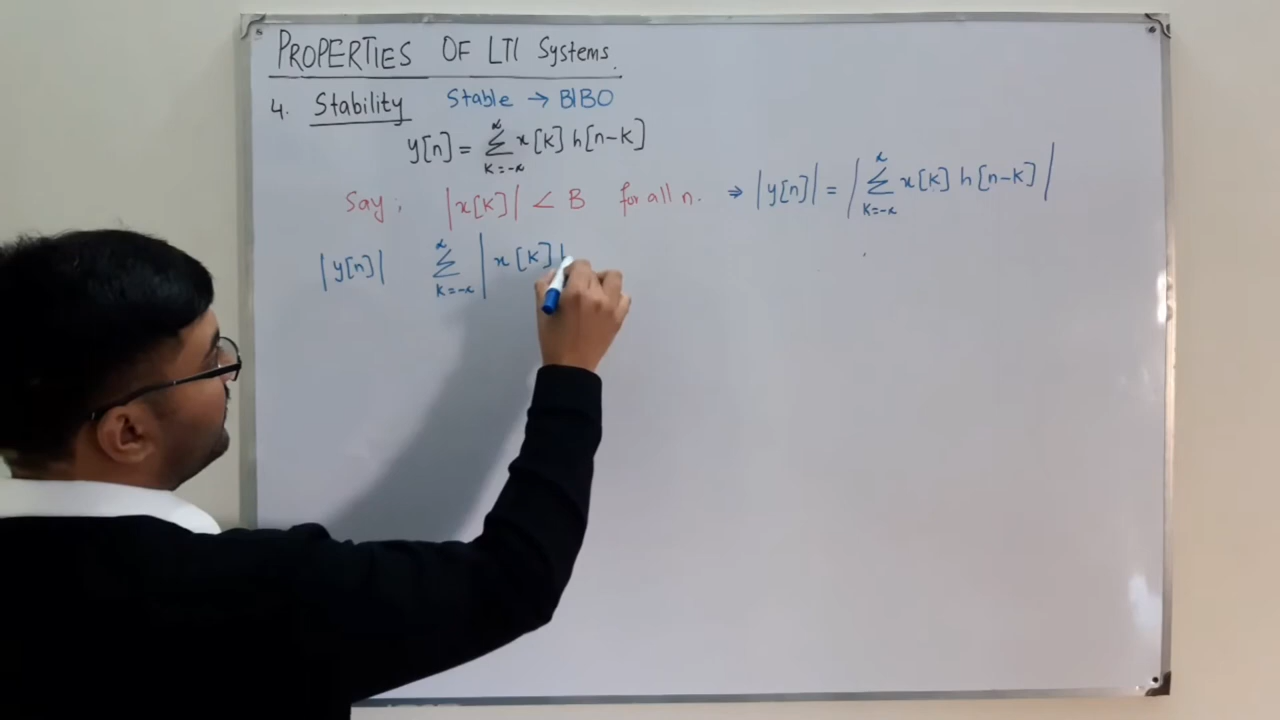 PROPERTIES OF LTI Systems.
4. Stability Stable → BIBO
y[n] = ∑ k=-∞ ∞ x[k] h[n-k]
Say, |x[k]| < B for all n. ⇒ |y[n]| = | ∑ k=-∞ ∞ x[k] h[n-k] |
|y[n]| ∑ k=-∞ ∞ | x[k]